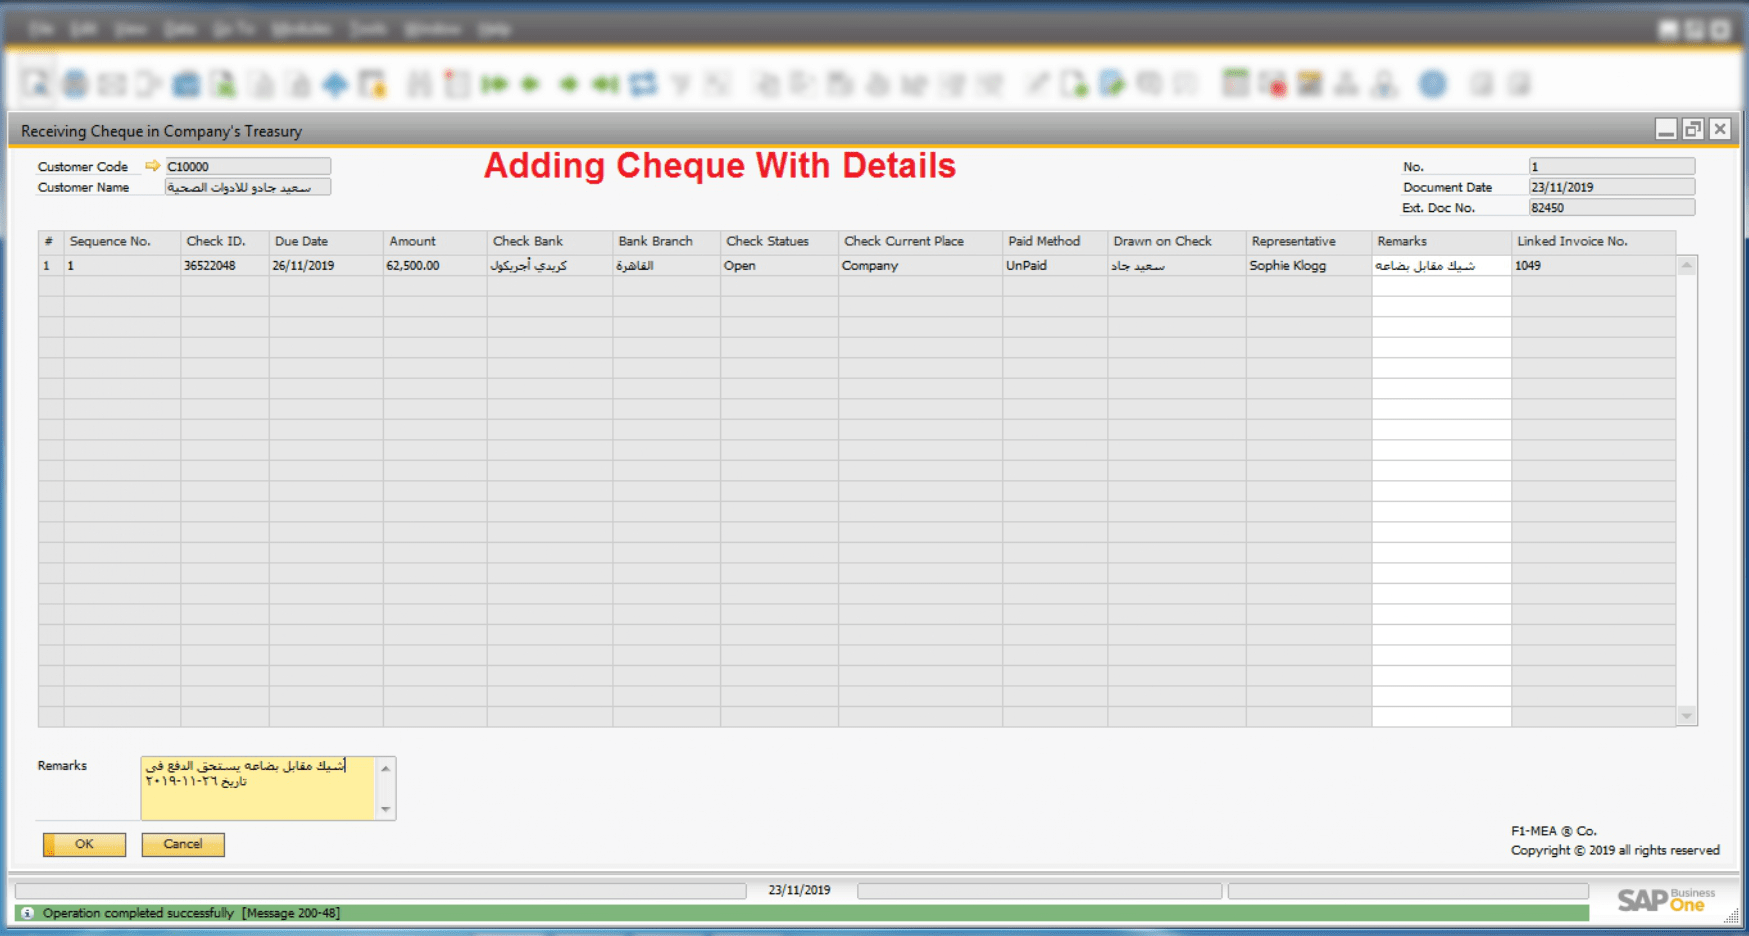 File Edit View Data Go To Modules Tools Window Help
Receiving Cheque in Company's Treasury
Adding Cheque With Details
Customer Code C10000
Customer Name سعيد جادو للادوات الصحية
No. 1
Document Date 23/11/2019
Ext. Doc No. 82450
# Sequence No. Check ID. Due Date Amount Check Bank Bank Branch Check Statues Check Current Place Paid Method Drawn on Check Representative Remarks Linked Invoice No.
1 1 36522048 26/11/2019 62,500.00 كريدي أجريكول القاهرة Open Company UnPaid سعيد جاد Sophie Klogg شيك مقابل بضاعه 1049
Remarks
شيك مقابل بضاعه يستحق الدفع فى
تاريخ ٢٦-١١-٢٠١٩
OK Cancel
F1-MEA ® Co.
Copyright © 2019 all rights reserved
23/11/2019
SAP Business One
Operation completed successfully [Message 200-48]